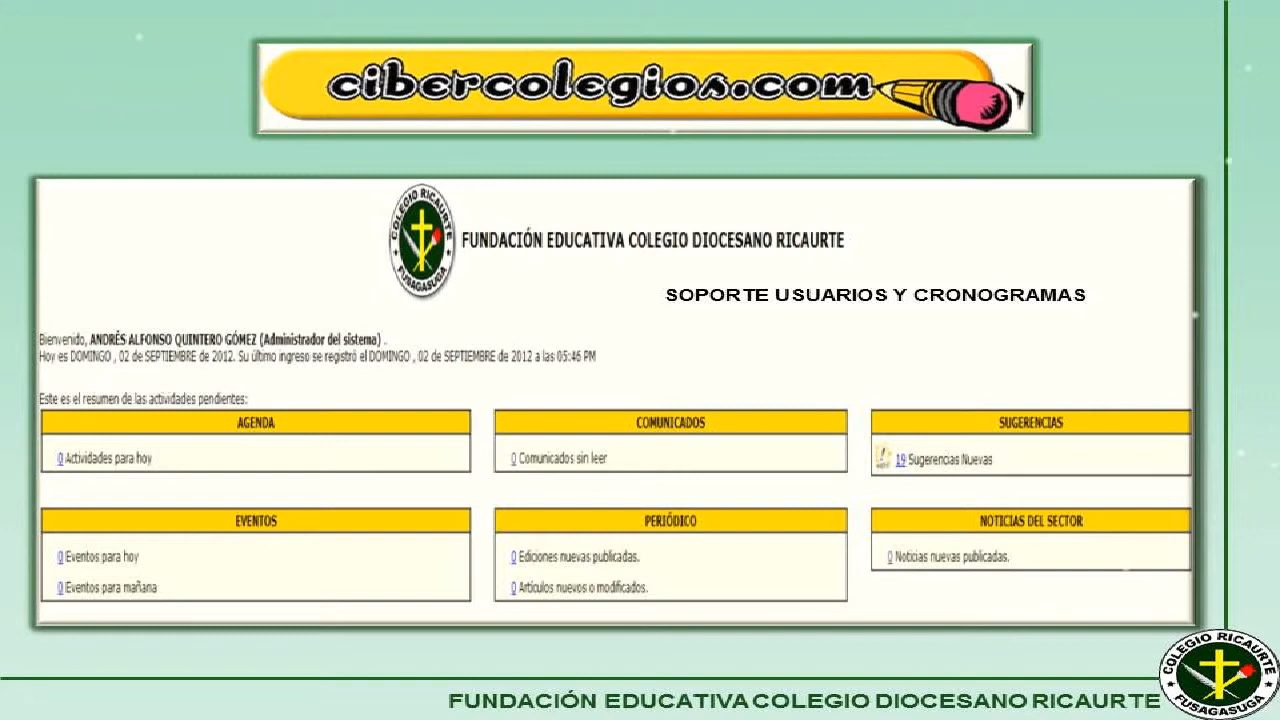 cibercolegios.com
COLEGIO RICAURTE
FUSAGASUGA
FUNDACIÓN EDUCATIVA COLEGIO DIOCESANO RICAURTE
SOPORTE USUARIOS Y CRONOGRAMAS
Bienvenido, ANDRÉS ALFONSO QUINTERO GÓMEZ (Administrador del sistema) .
Hoy es DOMINGO , 02 de SEPTIEMBRE de 2012. Su último ingreso se registró el DOMINGO , 02 de SEPTIEMBRE de 2012 a las 05:46 PM
Este es el resumen de las actividades pendientes:
AGENDA
0 Actividades para hoy
COMUNICADOS
0 Comunicados sin leer
SUGERENCIAS
19 Sugerencias Nuevas
EVENTOS
0 Eventos para hoy
0 Eventos para mañana
PERIÓDICO
0 Ediciones nuevas publicadas.
0 Artículos nuevos o modificados.
NOTICIAS DEL SECTOR
0 Noticias nuevas publicadas.
FUNDACIÓN EDUCATIVA COLEGIO DIOCESANO RICAURTE
COLEGIO RICAURTE
FUSAGASUGA